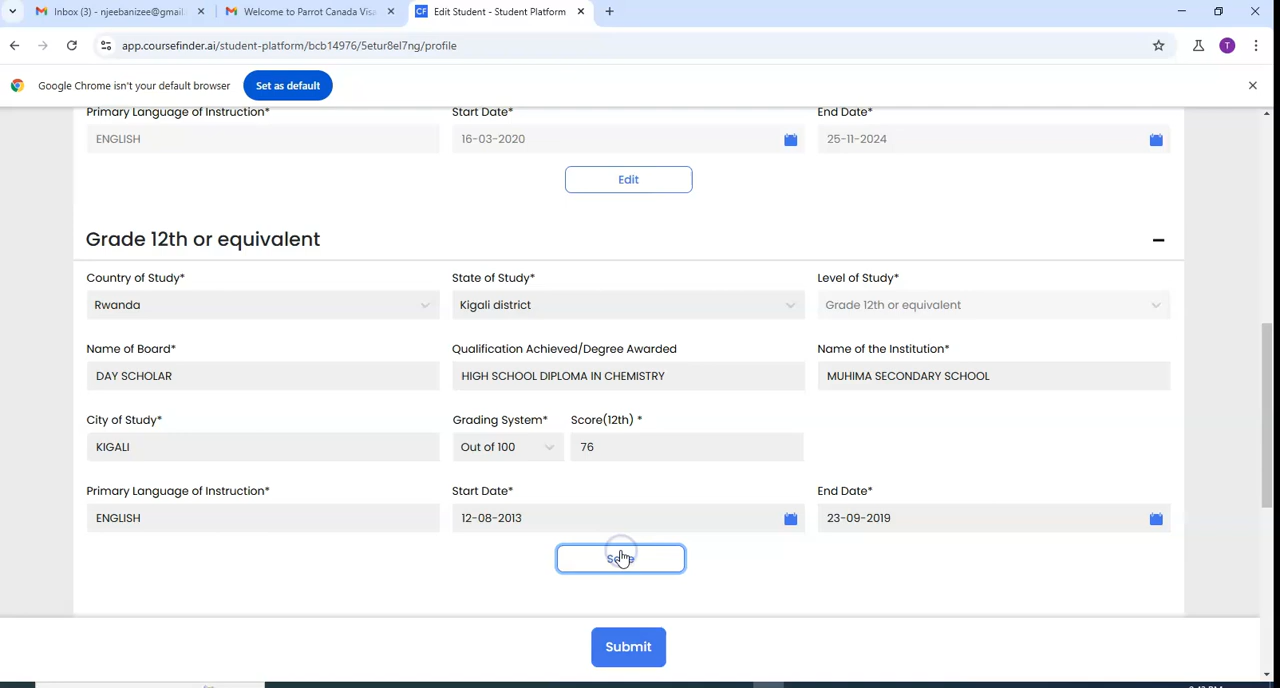 Inbox (3) - njeebanizee@gmail
Welcome to Parrot Canada Visa
CF Edit Student - Student Platform
app.coursefinder.ai/student-platform/bcb14976/5etur8el7ng/profile
T
Google Chrome isn't your default browser
Set as default
Primary Language of Instruction* Start Date* End Date*
ENGLISH 16-03-2020 25-11-2024
Edit
Grade 12th or equivalent
Country of Study* State of Study* Level of Study*
Rwanda Kigali district Grade 12th or equivalent
Name of Board* Qualification Achieved/Degree Awarded Name of the Institution*
DAY SCHOLAR HIGH SCHOOL DIPLOMA IN CHEMISTRY MUHIMA SECONDARY SCHOOL
City of Study* Grading System* Score(12th) *
KIGALI Out of 100 76
Primary Language of Instruction* Start Date* End Date*
ENGLISH 12-08-2013 23-09-2019
Submit